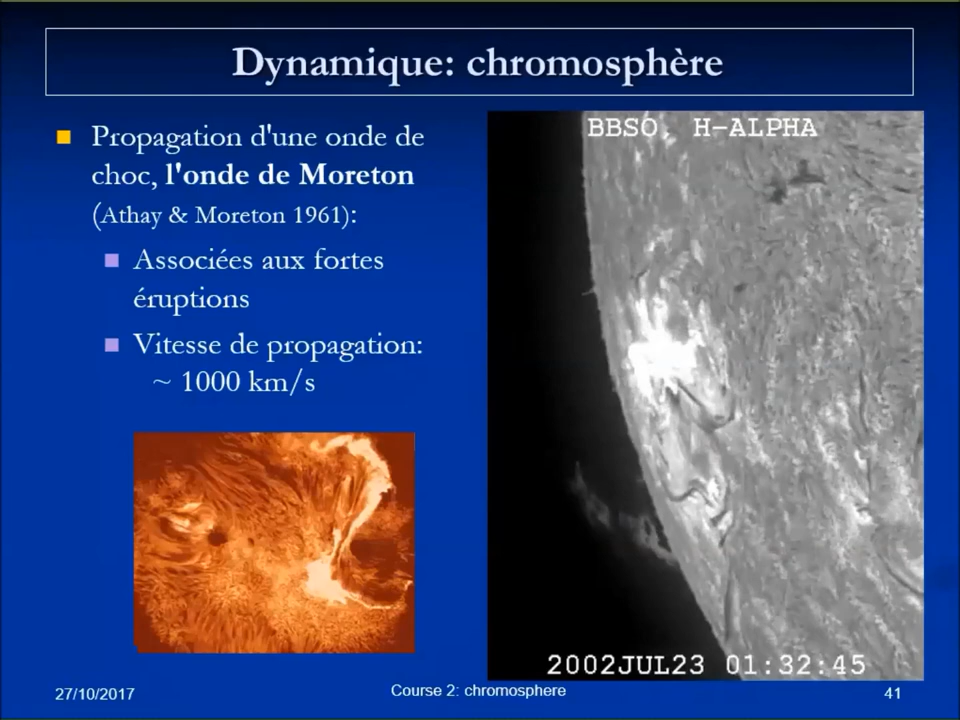 Dynamique: chromosphère
Propagation d'une onde de
choc, l'onde de Moreton
(Athay & Moreton 1961):
Associées aux fortes
éruptions
Vitesse de propagation:
~ 1000 km/s
BBSO, H-ALPHA
2002JUL23 01:32:45
27/10/2017
Course 2: chromosphere
41